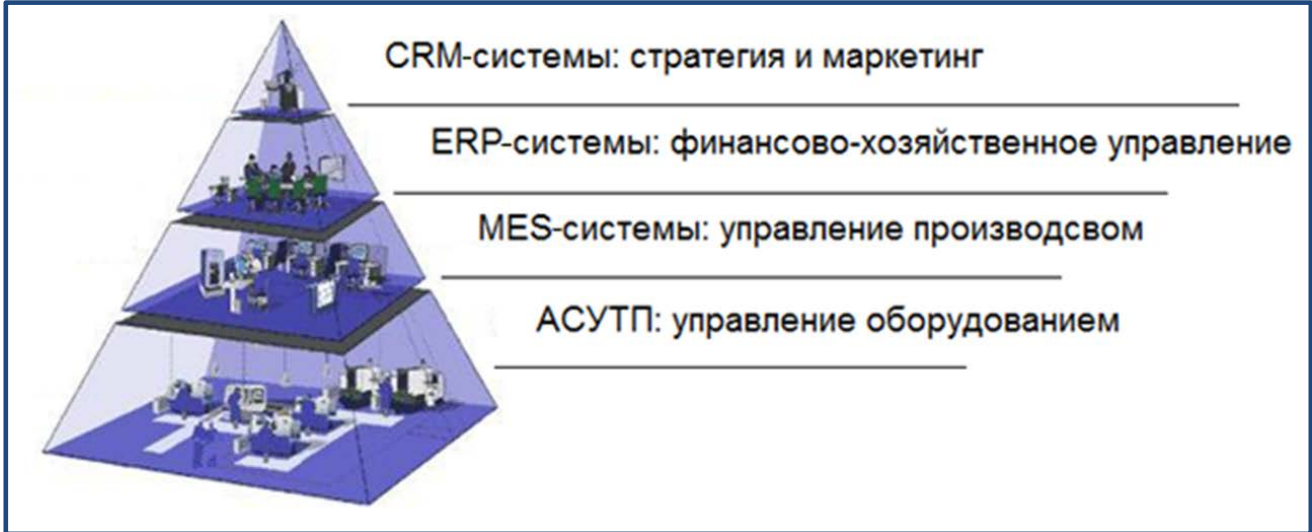 CRM-системы: стратегия и маркетинг
ERP-системы: финансово-хозяйственное управление
MES-системы: управление производсвом
АСУТП: управление оборудованием